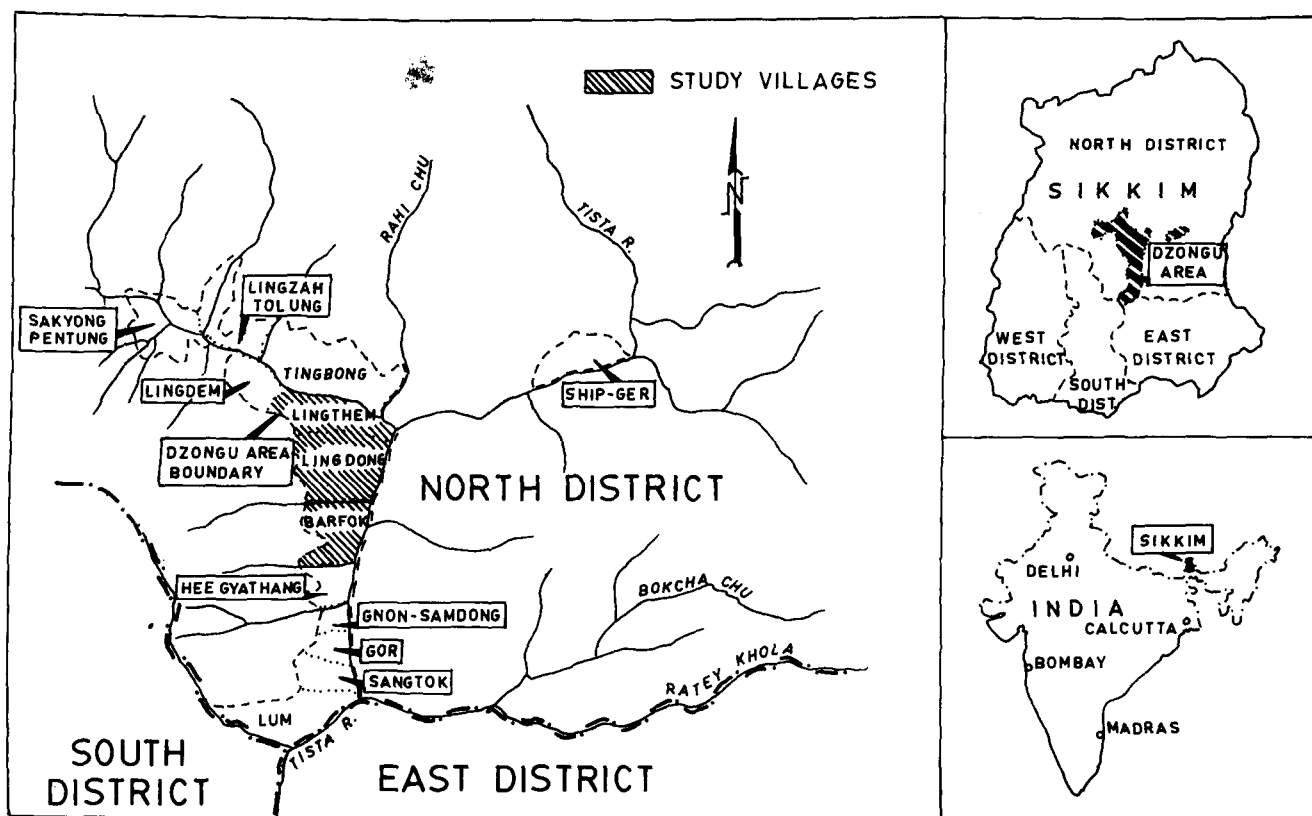 STUDY VILLAGES
N
RAHI CHU
TISTA R.
LINGZAH
TOLUNG
SAKYONG
PENTUNG
TINGBONG
LINGDEM
SHIP-GER
LINGTHEM
DZONGU AREA
BOUNDARY
LINGDONG
NORTH DISTRICT
BARFOK
HEE GYATHANG
BOKCHA CHU
GNON-SAMDONG
GOR
SANGTOK
RATEY KHOLA
LUM
TISTA R.
SOUTH
DISTRICT
EAST DISTRICT
NORTH DISTRICT
SIKKIM
DZONGU
AREA
WEST
DISTRICT
EAST
DISTRICT
SOUTH
DIST.
SIKKIM
DELHI
INDIA
CALCUTTA
BOMBAY
MADRAS